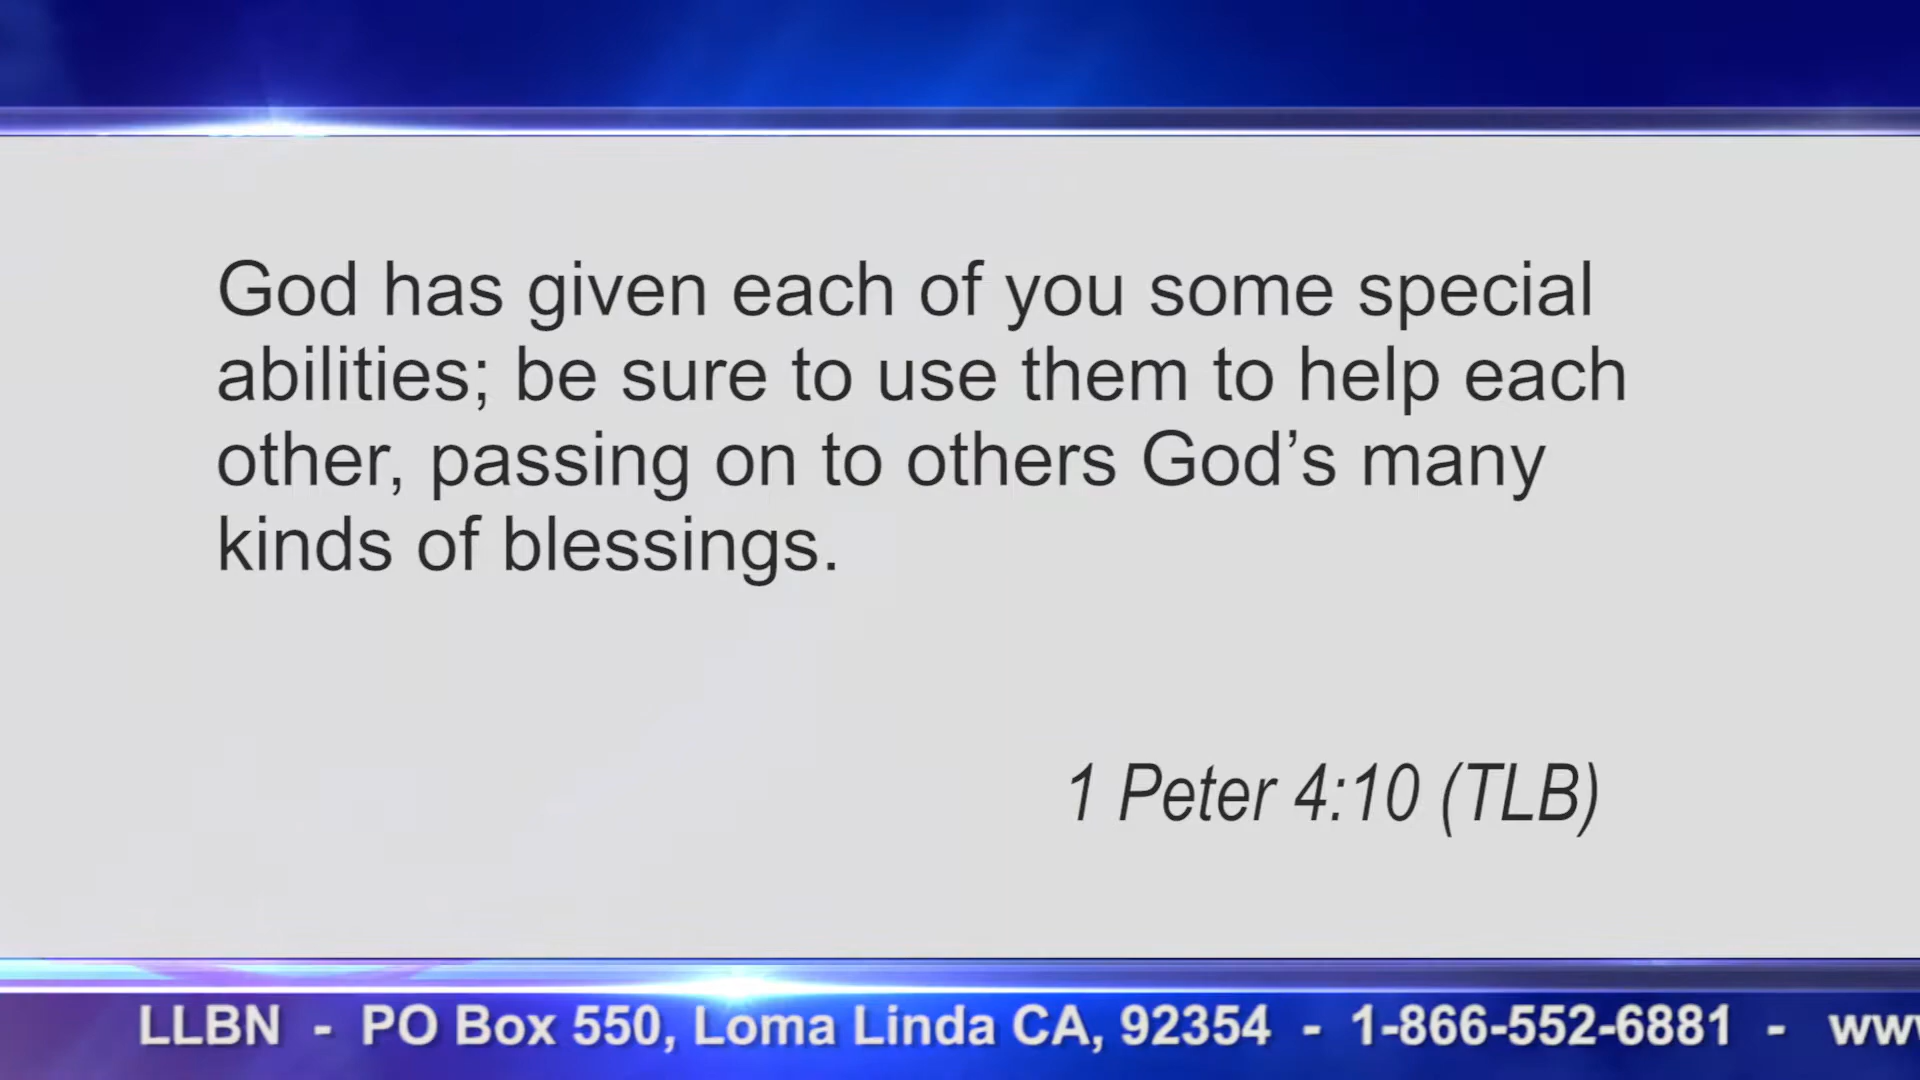 God has given each of you some special
abilities; be sure to use them to help each
other, passing on to others God’s many
kinds of blessings.
1 Peter 4:10 (TLB)
LLBN - PO Box 550, Loma Linda CA, 92354 - 1-866-552-6881 -